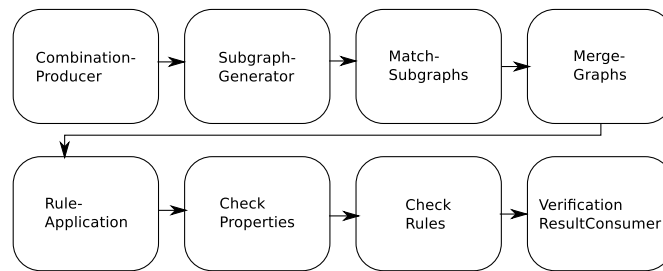 Combination-
Producer
Subgraph-
Generator
Match-
Subgraphs
Merge-
Graphs
Rule-
Application
Check
Properties
Check
Rules
Verification
ResultConsumer